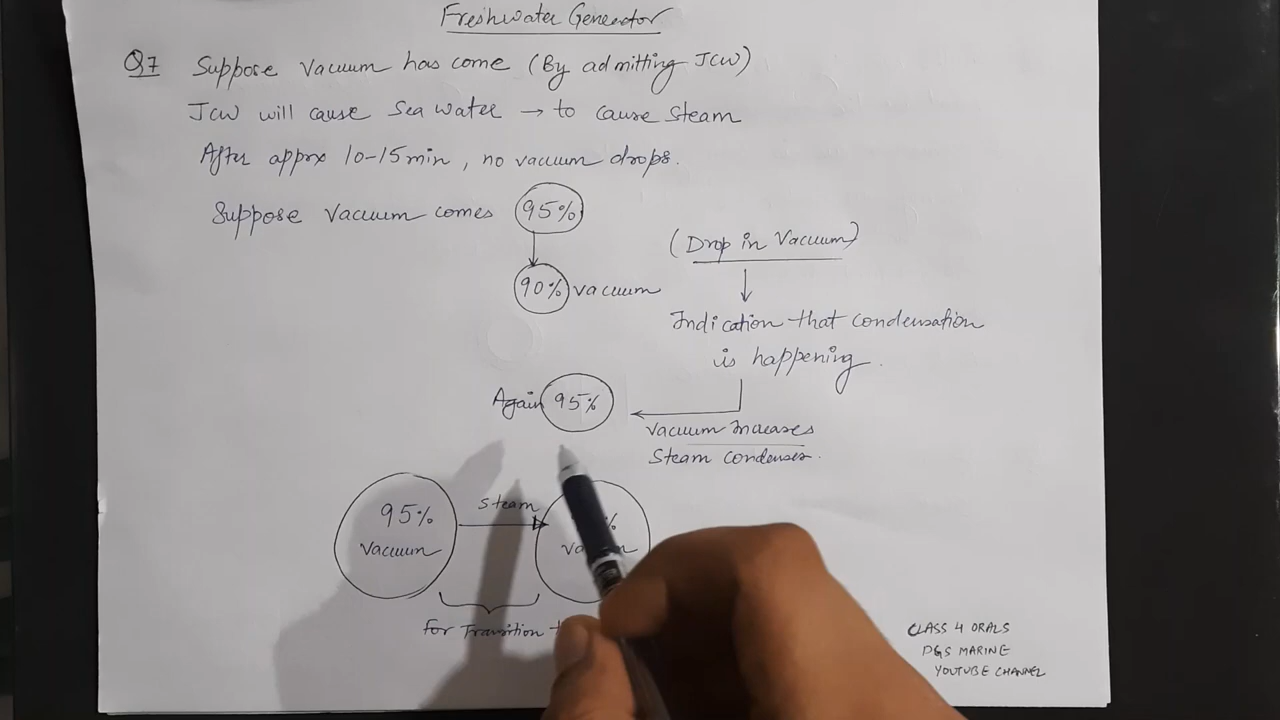 Freshwater Generator
Q7 Suppose Vacuum has come (By admitting JCW)
JCW will cause Sea water → to cause steam
After apprx 10-15 min, no vacuum drops.
Suppose Vacuum comes 95%
(Drop in Vacuum)
90% vacuum
Indication that condensation
is happening.
Again 95%
Vacuum Increases
Steam condenses.
95% Vacuum
steam
%
For Transition
CLASS 4 ORALS
DGS MARINE
YOUTUBE CHANNEL